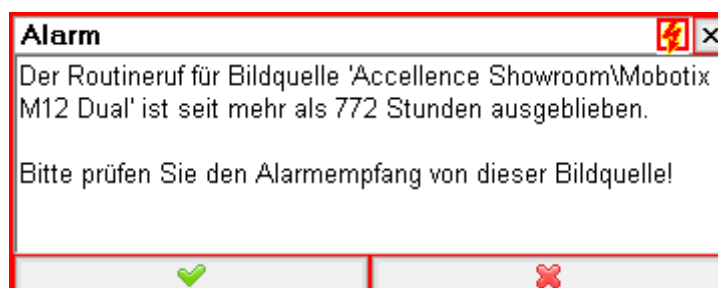 Alarm
Der Routineruf für Bildquelle 'Accellence Showroom\Mobotix
M12 Dual' ist seit mehr als 772 Stunden ausgeblieben.
Bitte prüfen Sie den Alarmempfang von dieser Bildquelle!